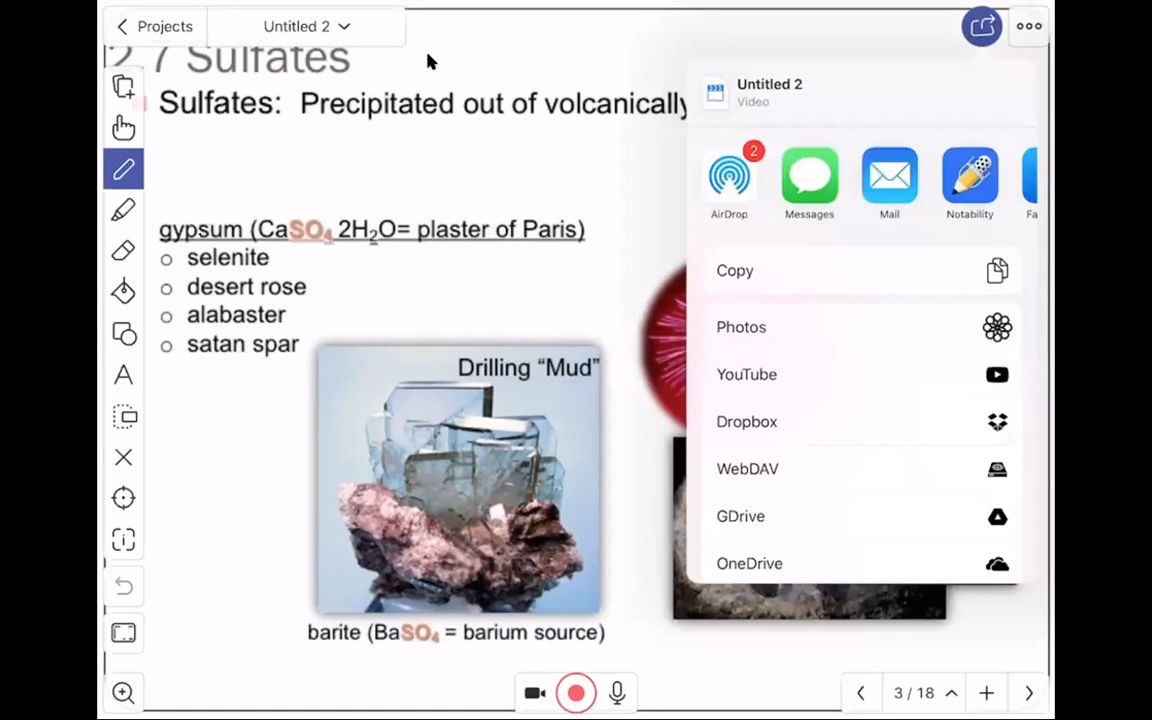 Projects
Untitled 2
2.7 Sulfates
Sulfates: Precipitated out of volcanically
gypsum (CaSO₄ 2H₂O= plaster of Paris)
selenite
desert rose
alabaster
satan spar
Drilling “Mud”
barite (BaSO₄ = barium source)
Untitled 2
Video
2
AirDrop
Messages
Mail
Notability
Fa
Copy
Photos
YouTube
Dropbox
WebDAV
GDrive
OneDrive
A
3 / 18